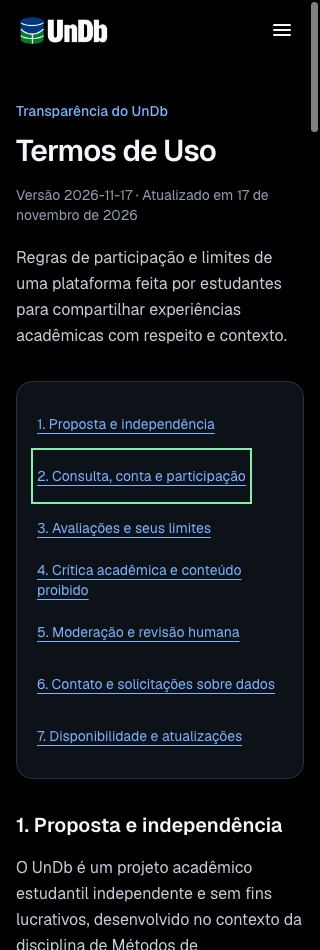 UnDb
Transparência do UnDb
Termos de Uso
Versão 2026-11-17 · Atualizado em 17 de
novembro de 2026
Regras de participação e limites de
uma plataforma feita por estudantes
para compartilhar experiências
acadêmicas com respeito e contexto.
1. Proposta e independência
2. Consulta, conta e participação
3. Avaliações e seus limites
4. Crítica acadêmica e conteúdo
proibido
5. Moderação e revisão humana
6. Contato e solicitações sobre dados
7. Disponibilidade e atualizações
1. Proposta e independência
O UnDb é um projeto acadêmico
estudantil independente e sem fins
lucrativos, desenvolvido no contexto da
disciplina de Métodos de